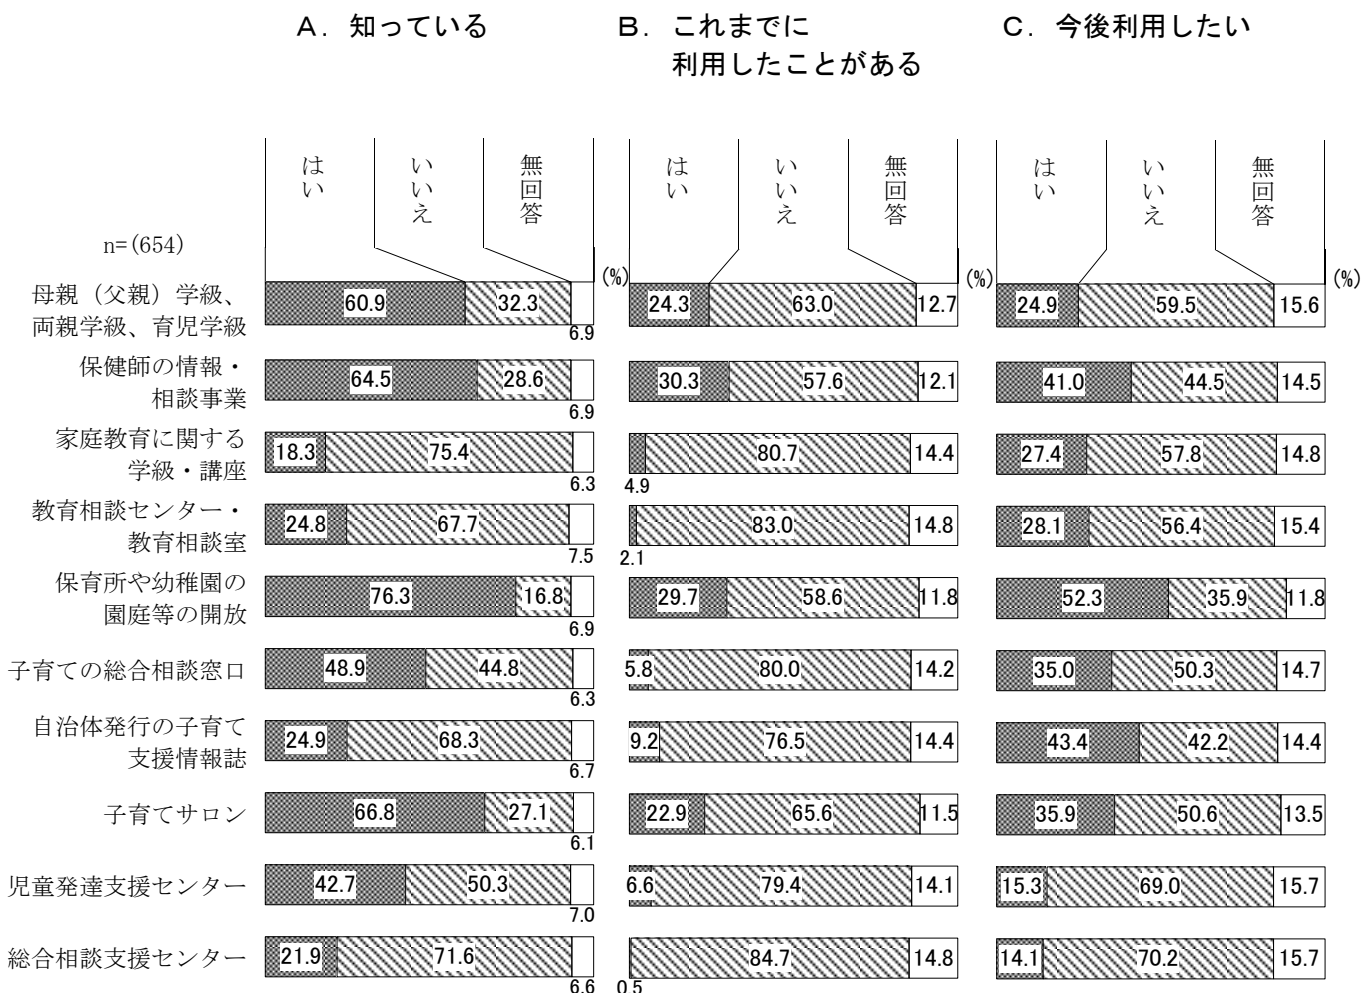 A. 知っている
B. これまでに
利用したことがある
C. 今後利用したい
はい
いいえ
無回答
はい
いいえ
無回答
はい
いいえ
無回答
n=(654)
(%)
(%)
(%)
母親（父親）学級、
両親学級、育児学級
60.9 32.3 6.9
24.3 63.0 12.7
24.9 59.5 15.6
保健師の情報・
相談事業
64.5 28.6 6.9
30.3 57.6 12.1
41.0 44.5 14.5
家庭教育に関する
学級・講座
18.3 75.4 6.3
4.9 80.7 14.4
27.4 57.8 14.8
教育相談センター・
教育相談室
24.8 67.7 7.5
2.1 83.0 14.8
28.1 56.4 15.4
保育所や幼稚園の
園庭等の開放
76.3 16.8 6.9
29.7 58.6 11.8
52.3 35.9 11.8
子育ての総合相談窓口
48.9 44.8 6.3
5.8 80.0 14.2
35.0 50.3 14.7
自治体発行の子育て
支援情報誌
24.9 68.3 6.7
9.2 76.5 14.4
43.4 42.2 14.4
子育てサロン
66.8 27.1 6.1
22.9 65.6 11.5
35.9 50.6 13.5
児童発達支援センター
42.7 50.3 7.0
6.6 79.4 14.1
15.3 69.0 15.7
総合相談支援センター
21.9 71.6 6.6
0.5 84.7 14.8
14.1 70.2 15.7